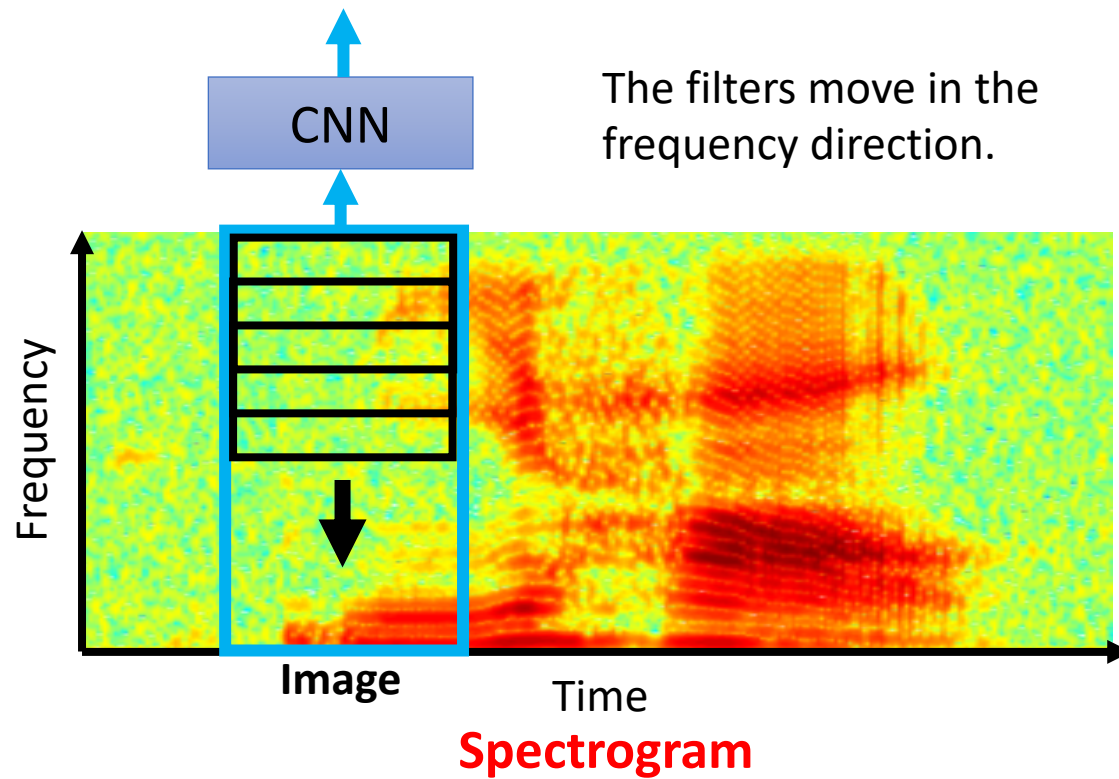 CNN
The filters move in the
frequency direction.
Frequency
Image
Time
Spectrogram